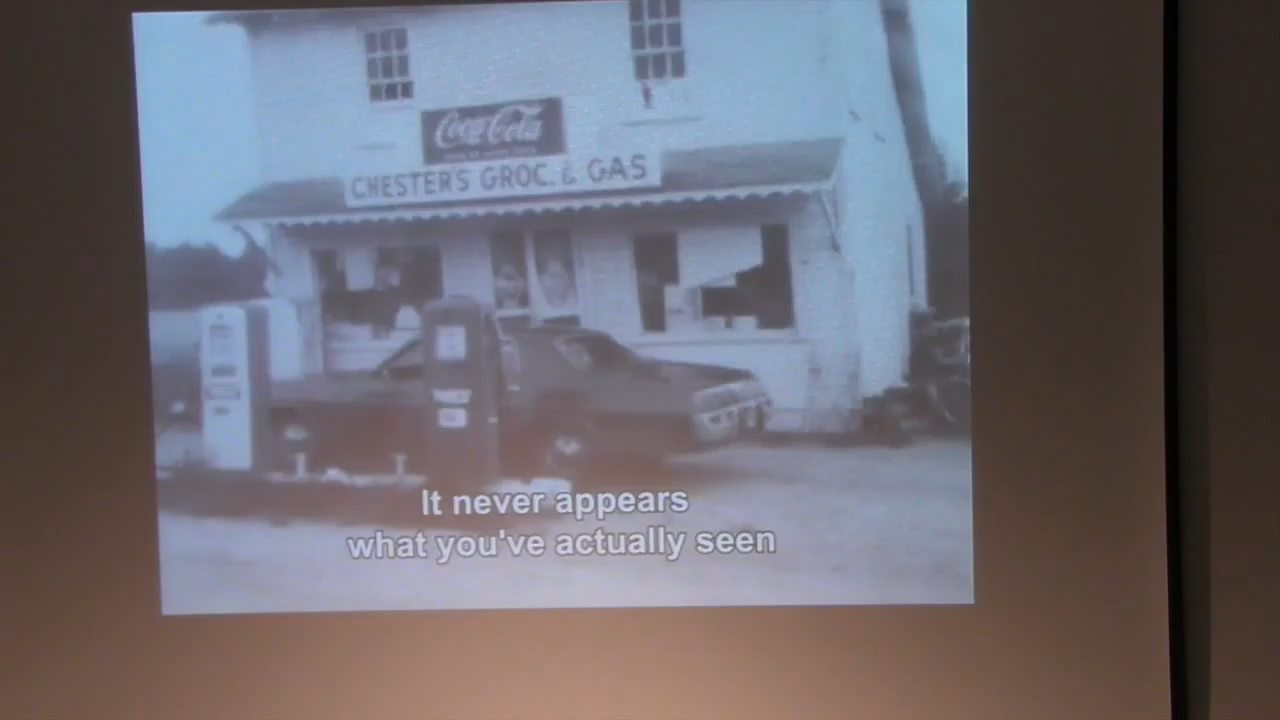 Coca-Cola
CHESTER'S GROC. & GAS
It never appears
what you've actually seen